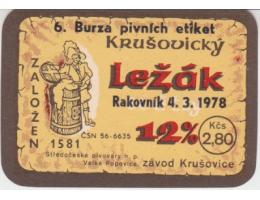 6. Burza pivních etiket
Krušovický
Ležák
Rakovník 4. 3. 1978
12%
Kčs
2,80
ZALOŽEN
1581
ČSN 56-6635
Středočeské pivovary n. p.
Velké Popovice
závod Krušovice